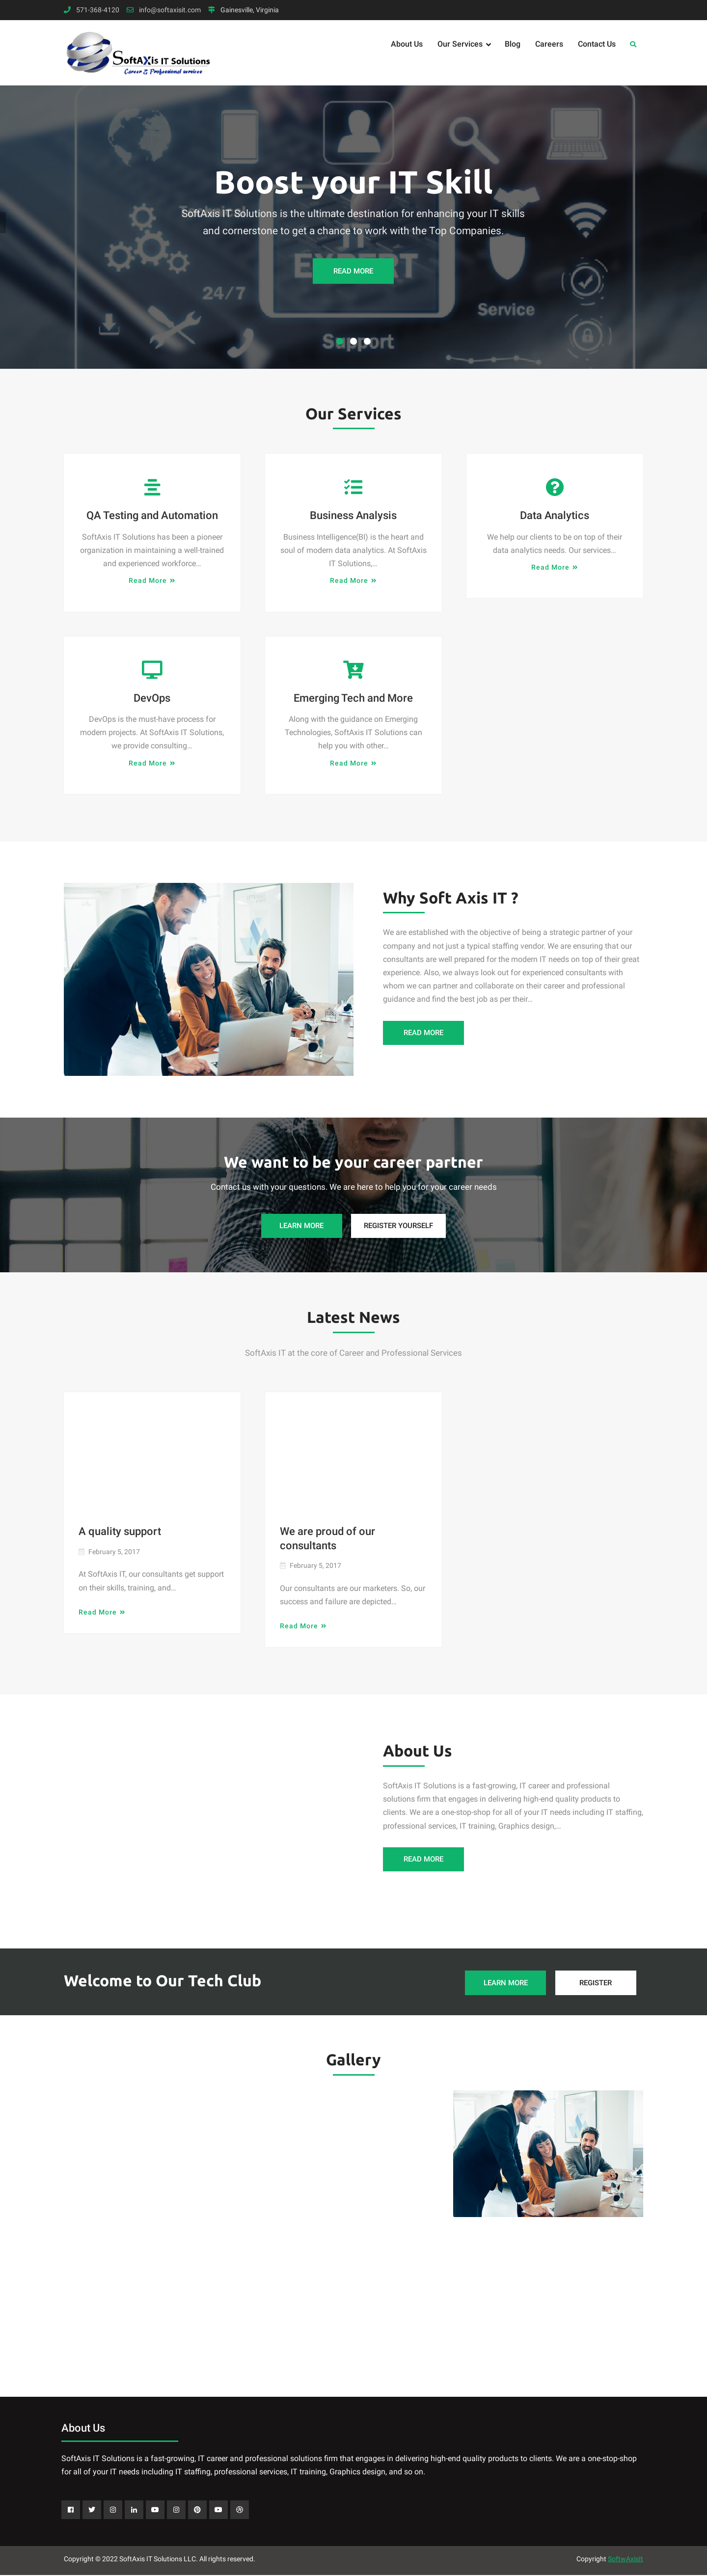 571-368-4120 info@softaxisit.com Gainesville, Virginia
SoftAXis IT Solutions
Career & Professional services
About Us Our Services Blog Careers Contact Us
Boost your IT Skill
SoftAxis IT Solutions is the ultimate destination for enhancing your IT skills
and cornerstone to get a chance to work with the Top Companies.
IT
EXPERT
READ MORE
24/7
Service
Support
Our Services
QA Testing and Automation
SoftAxis IT Solutions has been a pioneer
organization in maintaining a well-trained
and experienced workforce…
Read More »
Business Analysis
Business Intelligence(BI) is the heart and
soul of modern data analytics. At SoftAxis
IT Solutions,…
Read More »
Data Analytics
We help our clients to be on top of their
data analytics needs. Our services…
Read More »
DevOps
DevOps is the must-have process for
modern projects. At SoftAxis IT Solutions,
we provide consulting…
Read More »
Emerging Tech and More
Along with the guidance on Emerging
Technologies, SoftAxis IT Solutions can
help you with other…
Read More »
Why Soft Axis IT ?
We are established with the objective of being a strategic partner of your
company and not just a typical staffing vendor. We are ensuring that our
consultants are well prepared for the modern IT needs on top of their great
experience. Also, we always look out for experienced consultants with
whom we can partner and collaborate on their career and professional
guidance and find the best job as per their…
READ MORE
We want to be your career partner
Contact us with your questions. We are here to help you for your career needs
LEARN MORE REGISTER YOURSELF
Latest News
SoftAxis IT at the core of Career and Professional Services
A quality support
February 5, 2017
At SoftAxis IT, our consultants get support
on their skills, training, and…
Read More »
We are proud of our
consultants
February 5, 2017
Our consultants are our marketers. So, our
success and failure are depicted…
Read More »
About Us
SoftAxis IT Solutions is a fast-growing, IT career and professional
solutions firm that engages in delivering high-end quality products to
clients. We are a one-stop-shop for all of your IT needs including IT staffing,
professional services, IT training, Graphics design,…
READ MORE
Welcome to Our Tech Club
LEARN MORE REGISTER
Gallery
About Us
SoftAxis IT Solutions is a fast-growing, IT career and professional solutions firm that engages in delivering high-end quality products to clients. We are a one-stop-shop
for all of your IT needs including IT staffing, professional services, IT training, Graphics design, and so on.
Copyright © 2022 SoftAxis IT Solutions LLC. All rights reserved.
Copyright SoftwAxisIt